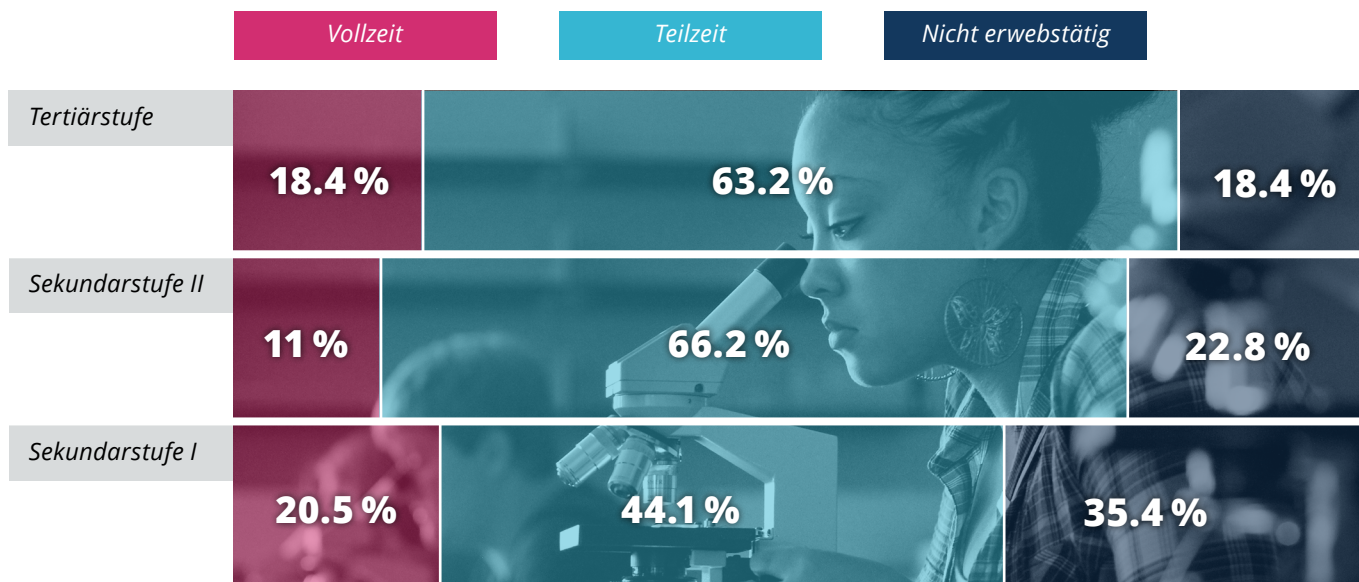 Vollzeit
Teilzeit
Nicht erwebstätig
Tertiärstufe
18.4 %
63.2 %
18.4 %
Sekundarstufe II
11 %
66.2 %
22.8 %
Sekundarstufe I
20.5 %
44.1 %
35.4 %